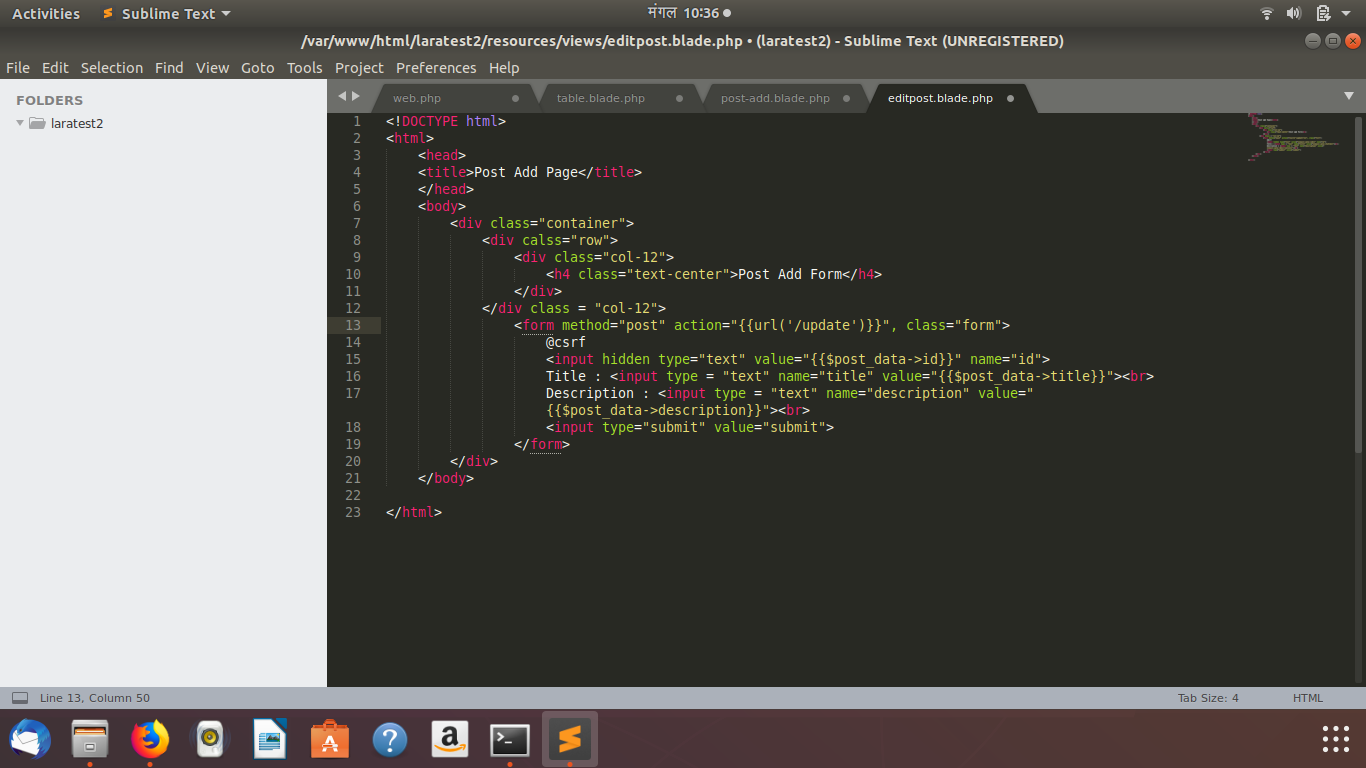 Activities Sublime Text मंगल 10:36
/var/www/html/laratest2/resources/views/editpost.blade.php • (laratest2) - Sublime Text (UNREGISTERED)
File Edit Selection Find View Goto Tools Project Preferences Help
FOLDERS
laratest2
web.php table.blade.php post-add.blade.php editpost.blade.php
1 <!DOCTYPE html>
2 <html>
3 <head>
4 <title>Post Add Page</title>
5 </head>
6 <body>
7 <div class="container">
8 <div calss="row">
9 <div class="col-12">
10 <h4 class="text-center">Post Add Form</h4>
11 </div>
12 </div class = "col-12">
13 <form method="post" action="{{url('/update')}}", class="form">
14 @csrf
15 <input hidden type="text" value="{{$post_data->id}}" name="id">
16 Title : <input type = "text" name="title" value="{{$post_data->title}}"><br>
17 Description : <input type = "text" name="description" value="
{{$post_data->description}}"><br>
18 <input type="submit" value="submit">
19 </form>
20 </div>
21 </body>
22
23 </html>
Line 13, Column 50 Tab Size: 4 HTML